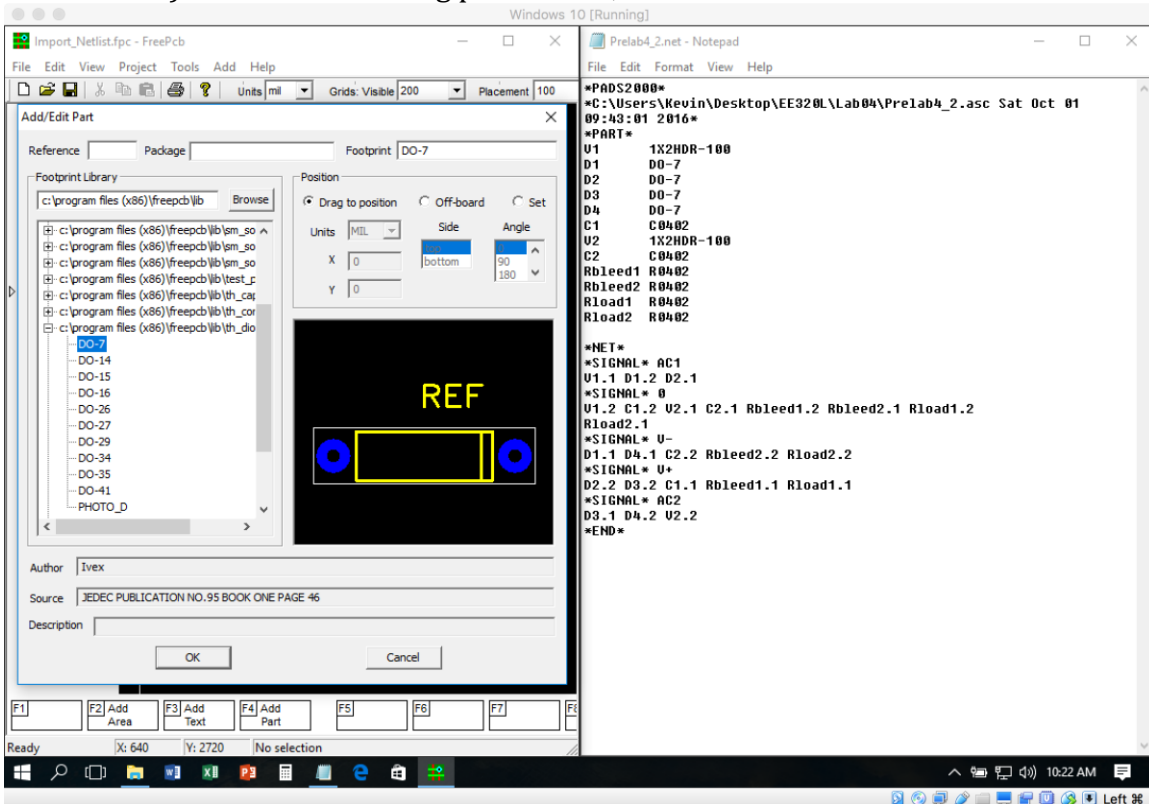 Windows 10 [Running]
Import_Netlist.fpc - FreePcb
File Edit View Project Tools Add Help
Units mil Grids: Visible 200 Placement 100
Add/Edit Part
Reference Package Footprint DO-7
Footprint Library
c:\program files (x86)\freepcb\lib Browse
c:\program files (x86)\freepcb\lib\sm_so
c:\program files (x86)\freepcb\lib\sm_so
c:\program files (x86)\freepcb\lib\sm_so
c:\program files (x86)\freepcb\lib\test_p
c:\program files (x86)\freepcb\lib\th_cap
c:\program files (x86)\freepcb\lib\th_cor
c:\program files (x86)\freepcb\lib\th_dio
DO-7
DO-14
DO-15
DO-16
DO-26
DO-27
DO-29
DO-34
DO-35
DO-41
PHOTO_D
Position
Drag to position Off-board Set
Units MIL Side Angle
X 0 top 0
bottom 90
180
Y 0
REF
Author Ivex
Source JEDEC PUBLICATION NO.95 BOOK ONE PAGE 46
Description
OK Cancel
F1 F2 Add Area F3 Add Text F4 Add Part F5 F6 F7 F8
Ready X: 640 Y: 2720 No selection
Prelab4_2.net - Notepad
File Edit Format View Help
*PADS2000*
*C:\Users\Kevin\Desktop\EE320L\Lab04\Prelab4_2.asc Sat Oct 01
09:43:01 2016*
*PART*
V1 1X2HDR-100
D1 DO-7
D2 DO-7
D3 DO-7
D4 DO-7
C1 C0402
V2 1X2HDR-100
C2 C0402
Rbleed1 R0402
Rbleed2 R0402
Rload1 R0402
Rload2 R0402
*NET*
*SIGNAL* AC1
V1.1 D1.2 D2.1
*SIGNAL* 0
V1.2 C1.2 V2.1 C2.1 Rbleed1.2 Rbleed2.1 Rload1.2
Rload2.1
*SIGNAL* V-
D1.1 D4.1 C2.2 Rbleed2.2 Rload2.2
*SIGNAL* V+
D2.2 D3.2 C1.1 Rbleed1.1 Rload1.1
*SIGNAL* AC2
D3.1 D4.2 V2.2
*END*
10:22 AM
Left ⌘